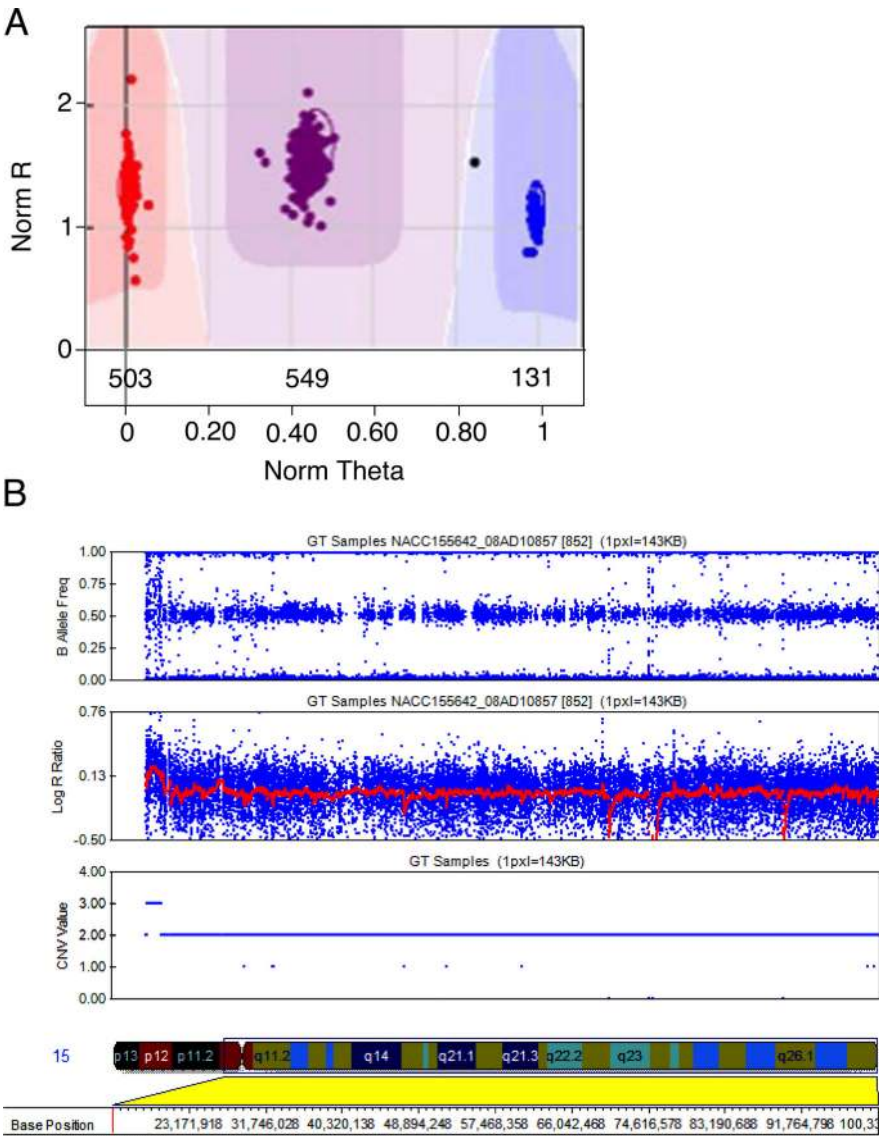 A
Norm R
2
1
0
503 549 131
0 0.20 0.40 0.60 0.80 1
Norm Theta
B
GT Samples NACC155642_08AD10857 [852] (1pxl=143KB)
B Allele Freq
1.00
0.75
0.50
0.25
0.00
GT Samples NACC155642_08AD10857 [852] (1pxl=143KB)
Log R Ratio
0.76
0.13
-0.50
GT Samples (1pxl=143KB)
CNV Value
4.00
3.00
2.00
1.00
0.00
15 p13 p12 p11.2 q11.2 q14 q21.1 q21.3 q22.2 q23 q26.1
Base Position 23,171,918 31,746,028 40,320,138 48,894,248 57,468,358 66,042,468 74,616,578 83,190,688 91,764,798 100,33